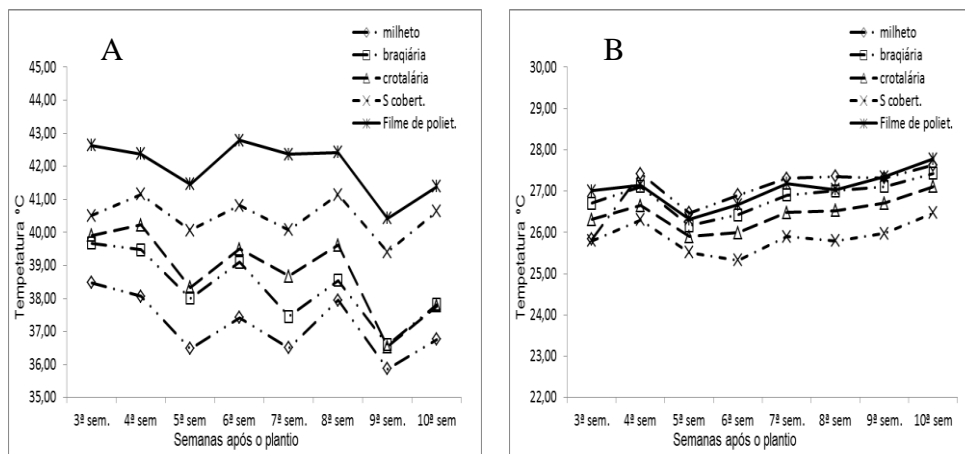 A
milheto
braqiária
crotalária
S cobert.
Filme de poliet.
Tempetatura °C
45,00
44,00
43,00
42,00
41,00
40,00
39,00
38,00
37,00
36,00
35,00
3ª sem. 4ª sem 5ª sem 6ª sem 7ª sem. 8ª sem. 9ª sem. 10ª sem
Semanas após o plantio
B
milheto
braqiária
crotalária
S cobert.
Filme de poliet.
Tempetatura °C
30,00
29,00
28,00
27,00
26,00
25,00
24,00
23,00
22,00
3ª sem. 4ª sem 5ª sem 6ª sem 7ª sem. 8ª sem. 9ª sem. 10ª sem
Semanas após o plantio